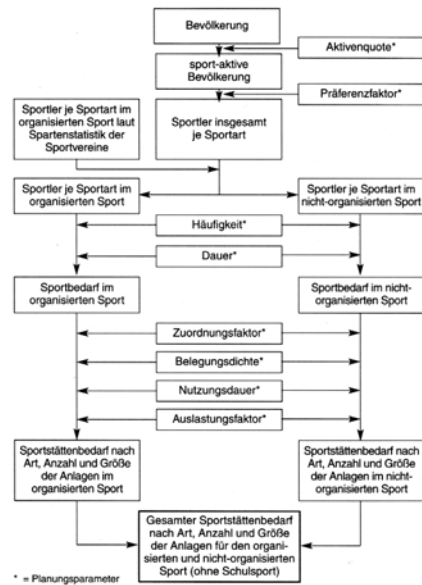 Bevölkerung
Aktivenquote*
sport-aktive
Bevölkerung
Präferenzfaktor*
Sportler je Sportart im
organisierten Sport laut
Spartenstatistik der
Sportvereine
Sportler insgesamt
je Sportart
Sportler je Sportart im
organisierten Sport
Sportler je Sportart im
nicht-organisierten Sport
Häufigkeit*
Dauer*
Sportbedarf im
organisierten Sport
Sportbedarf im nicht-
organisierten Sport
Zuordnungsfaktor*
Belegungsdichte*
Nutzungsdauer*
Auslastungsfaktor*
Sportstättenbedarf nach
Art, Anzahl und Größe
der Anlagen im
organisierten Sport
Sportstättenbedarf nach
Art, Anzahl und Größe
der Anlagen im nicht-
organisierten Sport
Gesamter Sportstättenbedarf
nach Art, Anzahl und Größe
der Anlagen für den organi-
sierten und nicht-organisierten
Sport (ohne Schulsport)
* = Planungsparameter